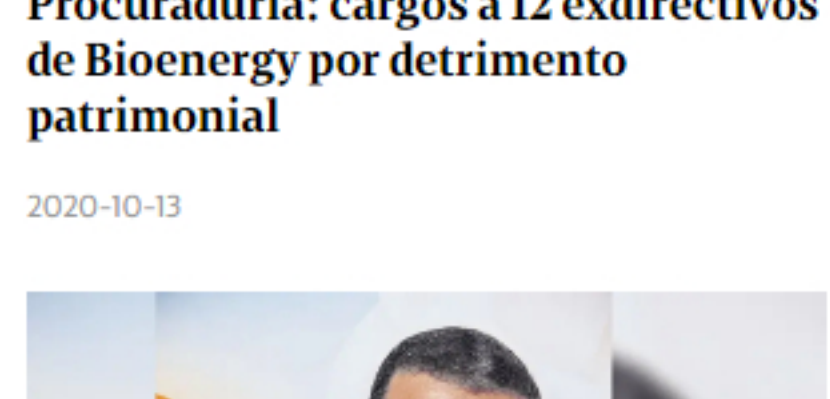 Procuraduría: cargos a 12 exdirectivos
de Bioenergy por detrimento
patrimonial
2020-10-13